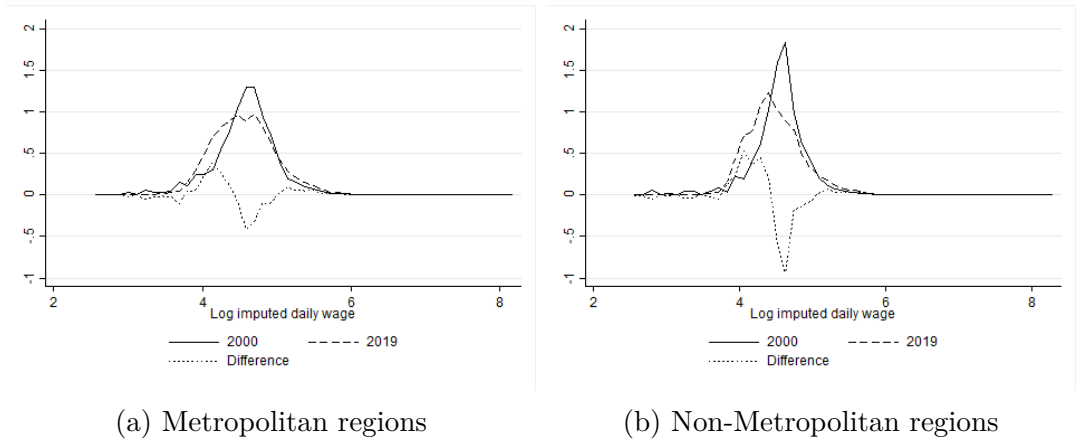 2
1.5
1
.5
0
-.5
-1
2 4 6 8
Log imputed daily wage
2000 2019
Difference
(a) Metropolitan regions
2
1.5
1
.5
0
-.5
-1
2 4 6 8
Log imputed daily wage
2000 2019
Difference
(b) Non-Metropolitan regions